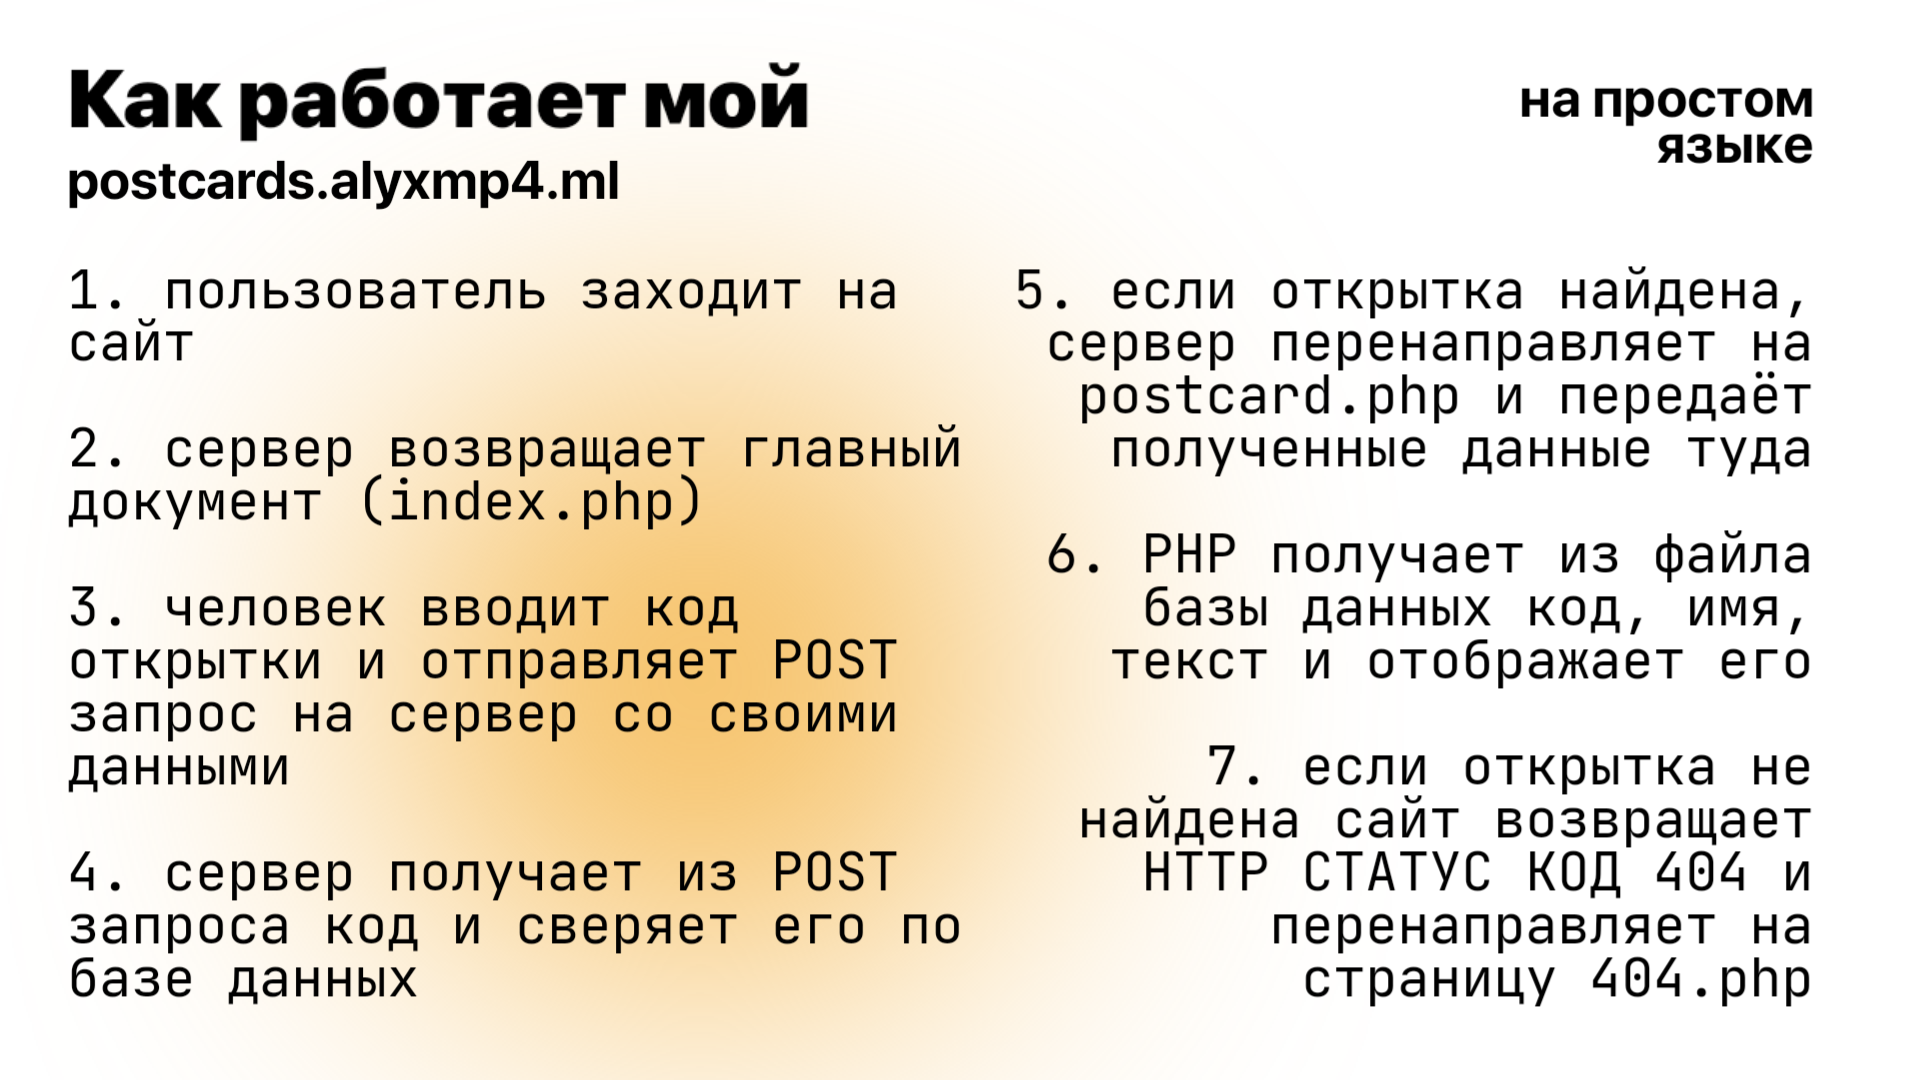 Как работает мой
postcards.alyxmp4.ml
на простом
языке
1. пользователь заходит на
сайт
2. сервер возвращает главный
документ (index.php)
3. человек вводит код
открытки и отправляет POST
запрос на сервер со своими
данными
4. сервер получает из POST
запроса код и сверяет его по
базе данных
5. если открытка найдена,
сервер перенаправляет на
postcard.php и передаёт
полученные данные туда
6. PHP получает из файла
базы данных код, имя,
текст и отображает его
7. если открытка не
найдена сайт возвращает
HTTP СТАТУС КОД 404 и
перенаправляет на
страницу 404.php